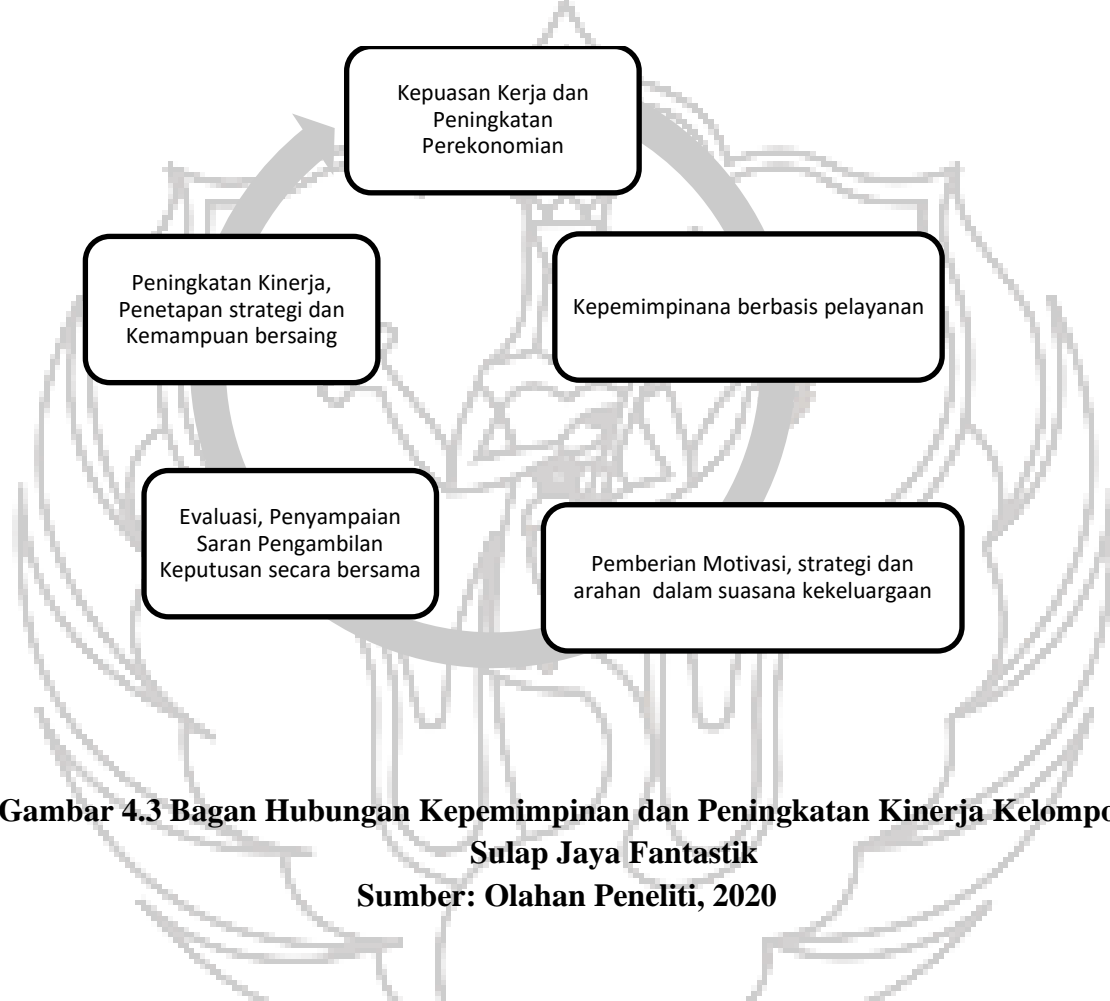 Kepuasan Kerja dan
Peningkatan
Perekonomian
Kepemimpinana berbasis pelayanan
Pemberian Motivasi, strategi dan
arahan dalam suasana kekeluargaan
Evaluasi, Penyampaian
Saran Pengambilan
Keputusan secara bersama
Peningkatan Kinerja,
Penetapan strategi dan
Kemampuan bersaing
Gambar 4.3 Bagan Hubungan Kepemimpinan dan Peningkatan Kinerja
Sulap Jaya Fantastik
Sumber: Olahan Peneliti, 2020